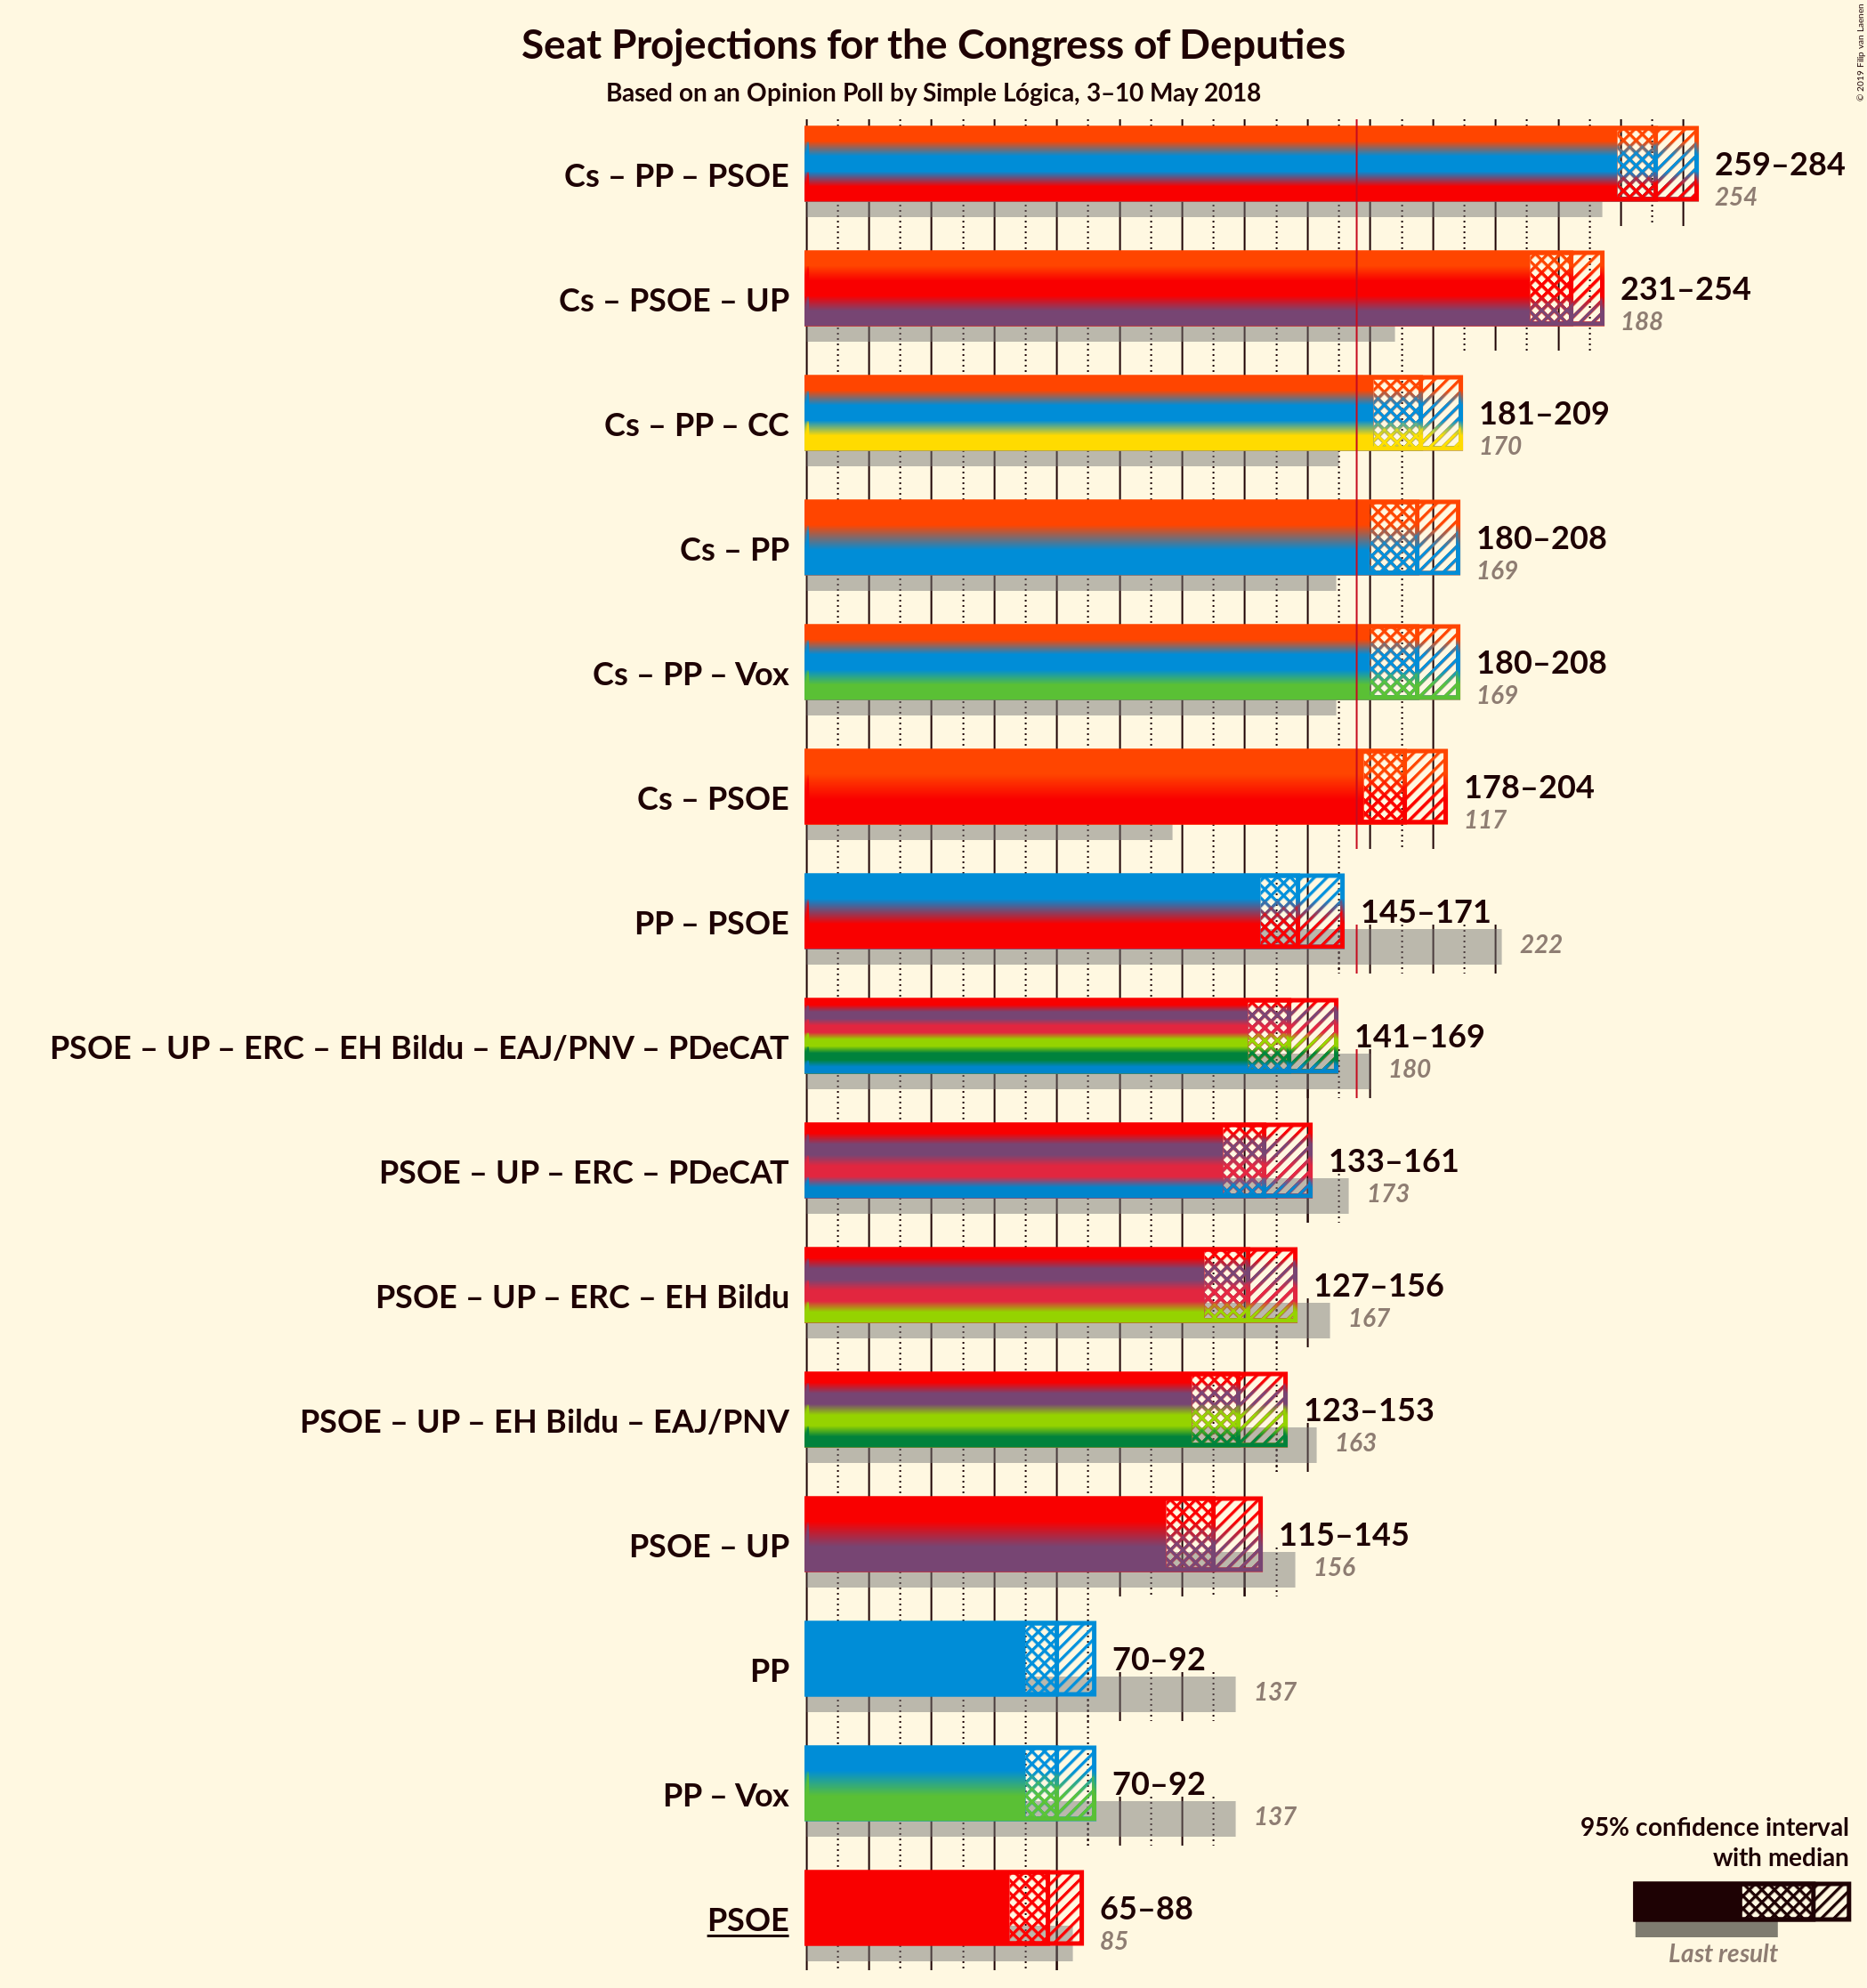 Seat Projections for the Congress of Deputies
Based on an Opinion Poll by Simple Lógica, 3–10 May 2018
© 2019 Filip van Laenen
Cs – PP – PSOE
259–284
254
Cs – PSOE – UP
231–254
188
Cs – PP – CC
181–209
170
Cs – PP
180–208
169
Cs – PP – Vox
180–208
169
Cs – PSOE
178–204
117
PP – PSOE
145–171
222
PSOE – UP – ERC – EH Bildu – EAJ/PNV – PDeCAT
141–169
180
PSOE – UP – ERC – PDeCAT
133–161
173
PSOE – UP – ERC – EH Bildu
127–156
167
PSOE – UP – EH Bildu – EAJ/PNV
123–153
163
PSOE – UP
115–145
156
PP
70–92
137
PP – Vox
70–92
137
PSOE
65–88
85
95% confidence interval
with median
Last result